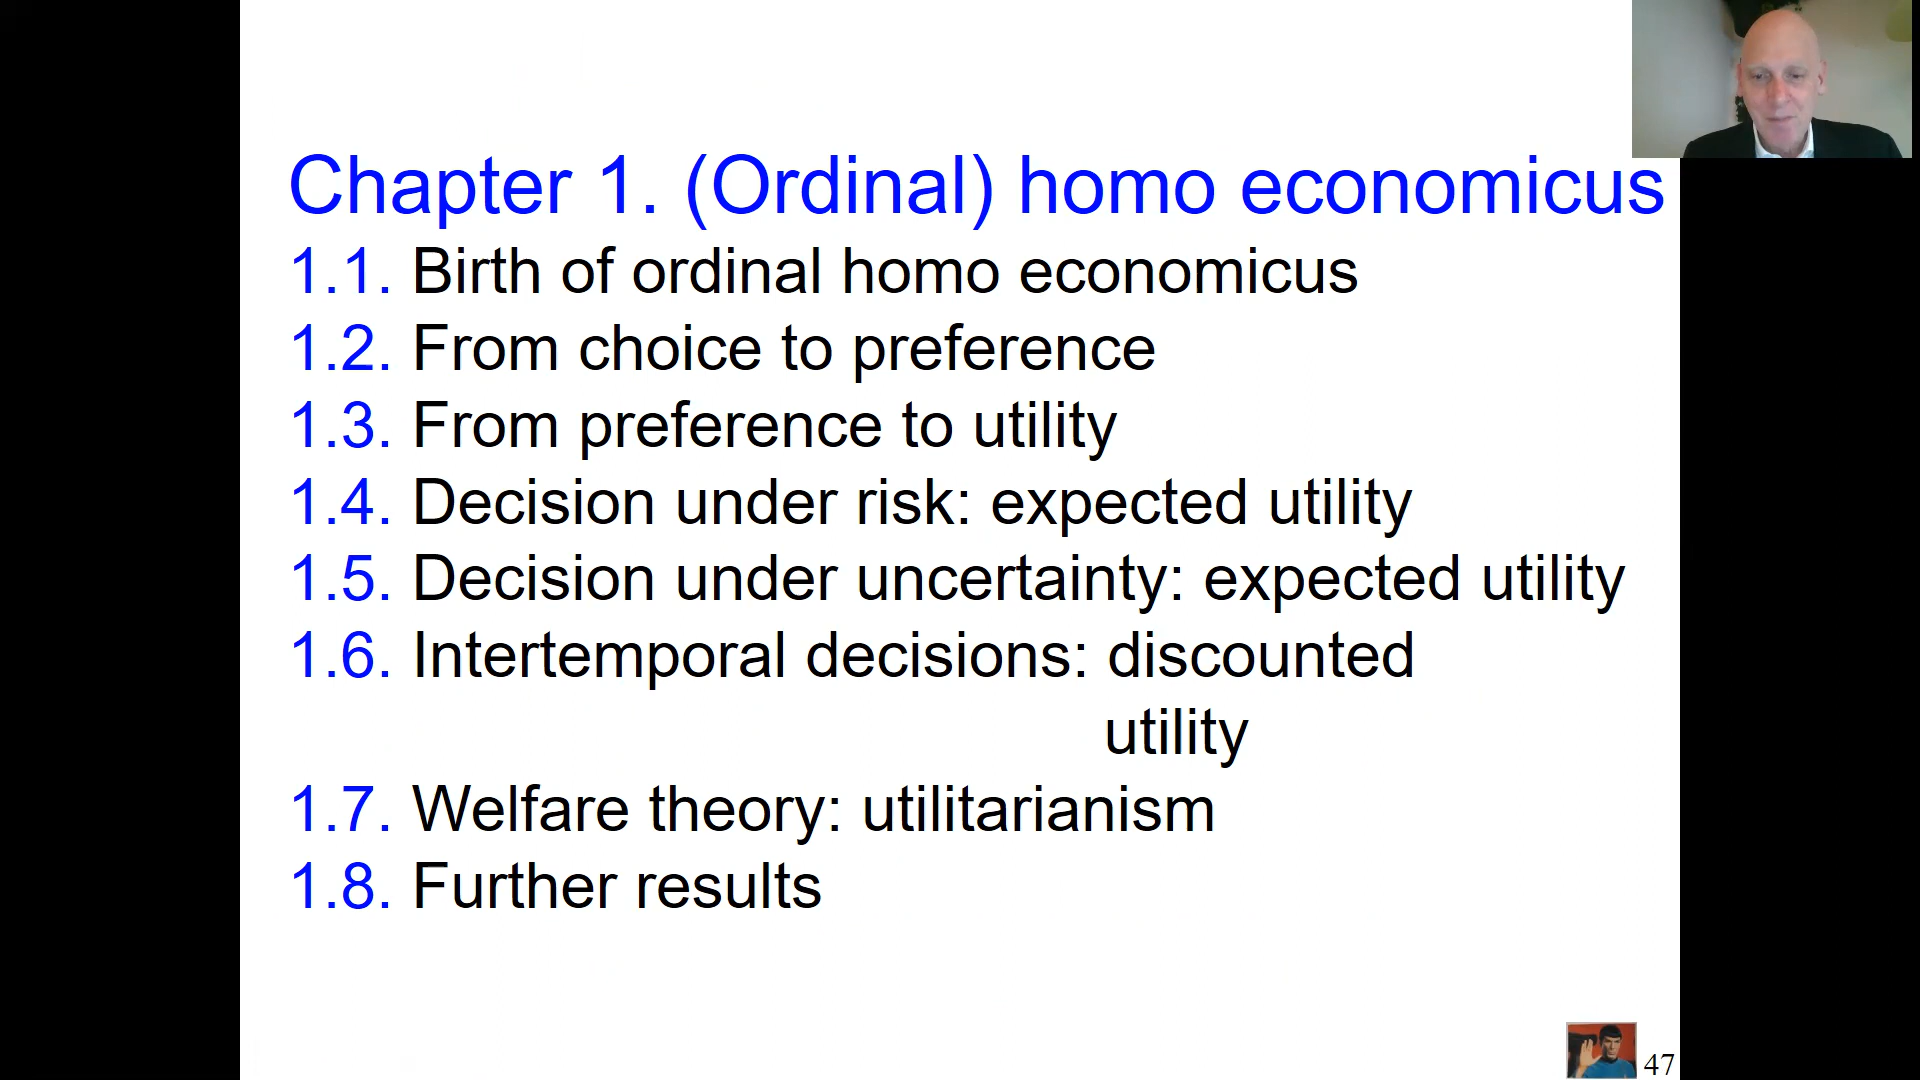 Chapter 1. (Ordinal) homo economicus
1.1. Birth of ordinal homo economicus
1.2. From choice to preference
1.3. From preference to utility
1.4. Decision under risk: expected utility
1.5. Decision under uncertainty: expected utility
1.6. Intertemporal decisions: discounted
utility
1.7. Welfare theory: utilitarianism
1.8. Further results
47